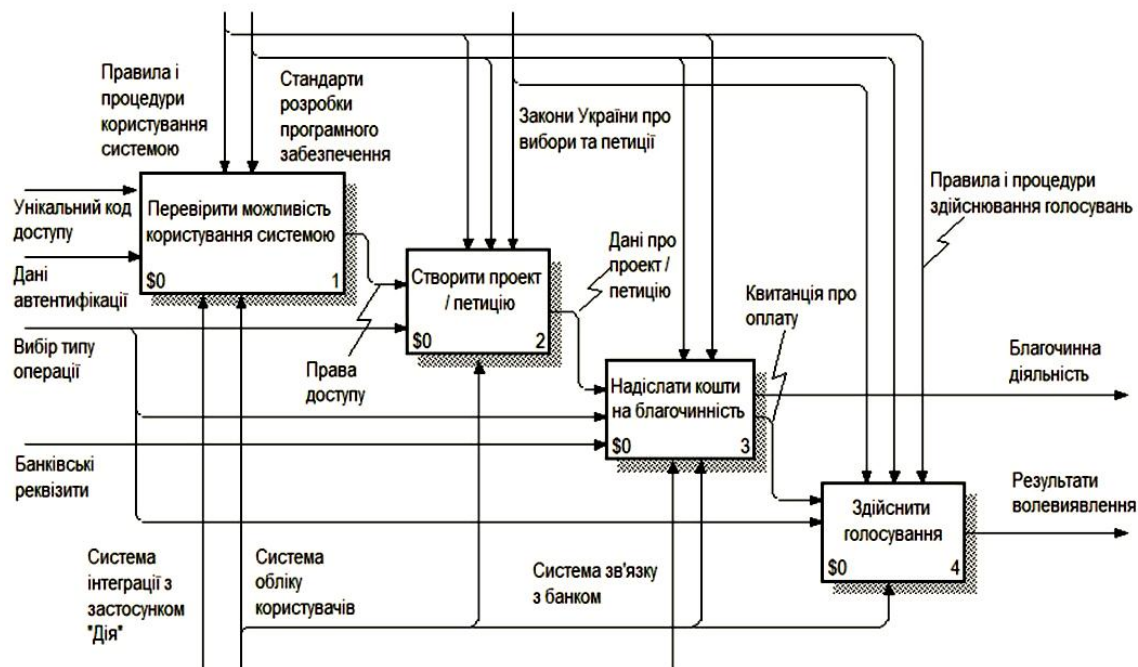 Правила і
процедури
користування
системою
Стандарти
розробки
програмного
забезпечення
Закони України про
вибори та петиції
Правила і процедури
здійснювання голосувань
Унікальний код
доступу
Дані
автентифікації
Перевірити можливість
користування системою
$0 1
Вибір типу
операції
Права
доступу
Створити проект
/ петицію
$0 2
Дані про
проект /
петицію
Квитанція про
оплату
Благочинна
діяльність
Банківські
реквізити
Надіслати кошти
на благочинність
$0 3
Результати
волевиявлення
Здійснити
голосування
$0 4
Система
інтеграції з
застосунком
"Дія"
Система
обліку
користувачів
Система зв'язку
з банком